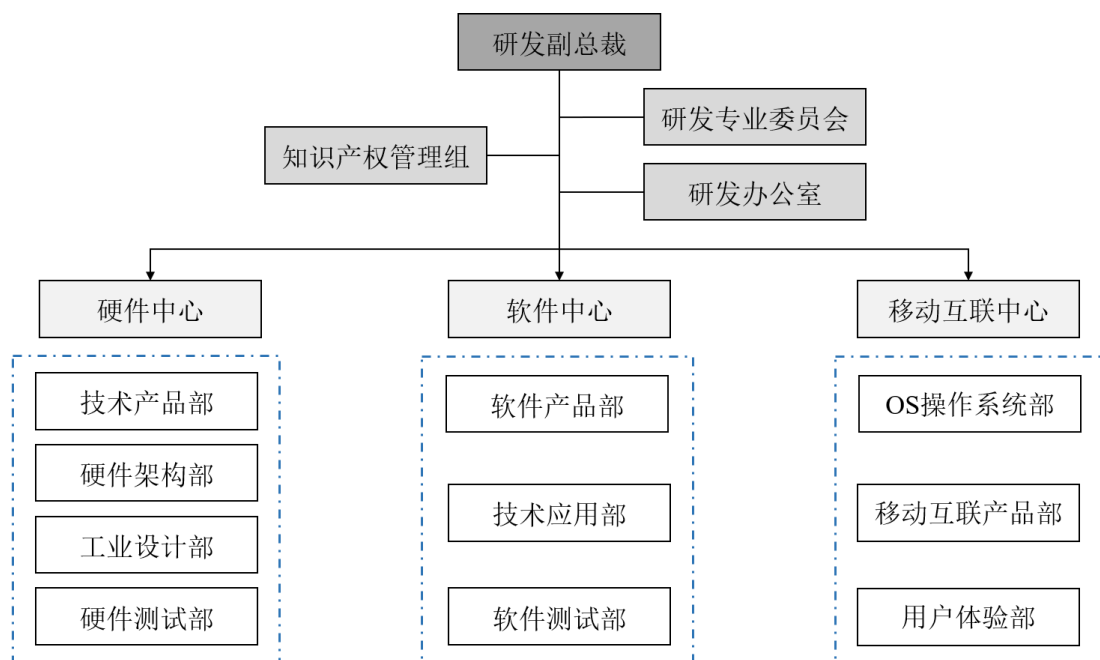 研发副总裁
研发专业委员会
知识产权管理组
研发办公室
硬件中心
软件中心
移动互联中心
技术产品部
硬件架构部
工业设计部
硬件测试部
软件产品部
技术应用部
软件测试部
OS操作系统部
移动互联产品部
用户体验部